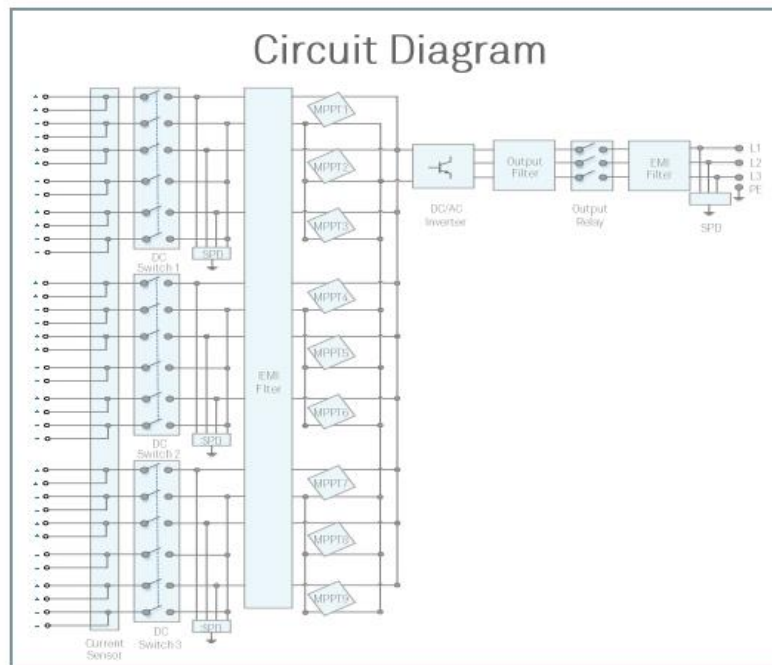 Circuit Diagram
MPPT1
MPPT2
MPPT3
DC
Switch 1
SPD
MPPT4
MPPT5
MPPT6
EMI
Filter
DC
Switch 2
SPD
MPPT7
MPPT8
MPPT9
DC
Switch 3
SPD
Current
Sensor
DC/AC
Inverter
Output
Filter
Output
Relay
EMI
Filter
L1
L2
L3
PE
SPD